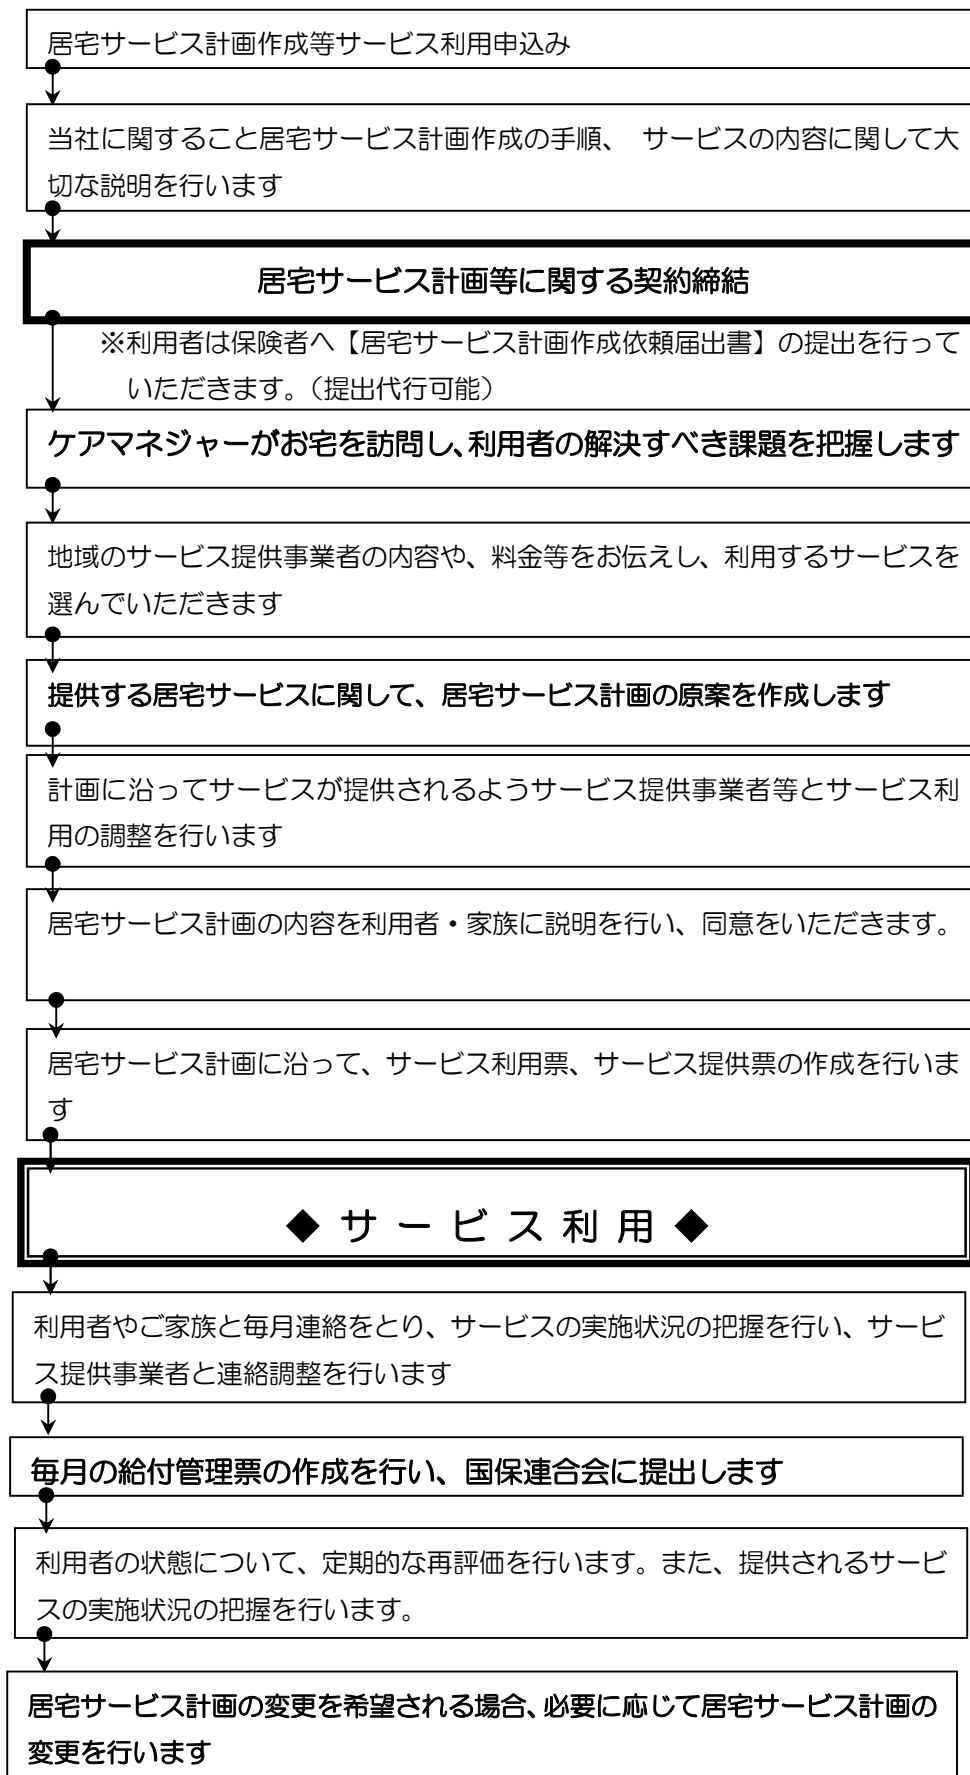 居宅サービス計画作成等サービス利用申込み
当社に関すること居宅サービス計画作成の手順、　サービスの内容に関して大
切な説明を行います
居宅サービス計画等に関する契約締結
※利用者は保険者へ【居宅サービス計画作成依頼届出書】の提出を行って
いただきます。（提出代行可能）
ケアマネジャーがお宅を訪問し、利用者の解決すべき課題を把握します
地域のサービス提供事業者の内容や、料金等をお伝えし、利用するサービスを
選んでいただきます
提供する居宅サービスに関して、居宅サービス計画の原案を作成します
計画に沿ってサービスが提供されるようサービス提供事業者等とサービス利
用の調整を行います
居宅サービス計画の内容を利用者・家族に説明を行い、同意をいただきます。
居宅サービス計画に沿って、サービス利用票、サービス提供票の作成を行いま
す
◆ サ ー ビ ス 利 用 ◆
利用者やご家族と毎月連絡をとり、サービスの実施状況の把握を行い、サービ
ス提供事業者と連絡調整を行います
毎月の給付管理票の作成を行い、国保連合会に提出します
利用者の状態について、定期的な再評価を行います。また、提供されるサービ
スの実施状況の把握を行います。
居宅サービス計画の変更を希望される場合、必要に応じて居宅サービス計画の
変更を行います